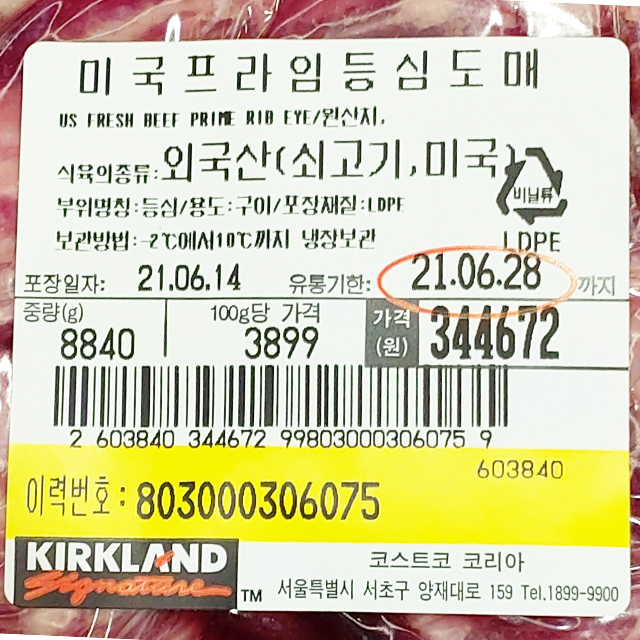 미국프라임등심도매
US FRESH BEEF PRIME RIB EYE/원산지,
식육의종류:외국산(쇠고기,미국)
비닐류
부위명칭:등심/용도:구이/포장재질:LDPE
보관방법:-2℃에서10℃까지 냉장보관
LDPE
포장일자: 21.06.14 유통기한: 21.06.28 까지
중량(g) 100g당 가격 가격(원)
8840 3899 344672
2 603840 344672 998030003060759
603840
이력번호:803000306075
KIRKLAND
Signature TM
코스트코 코리아
서울특별시 서초구 양재대로 159 Tel.1899-9900